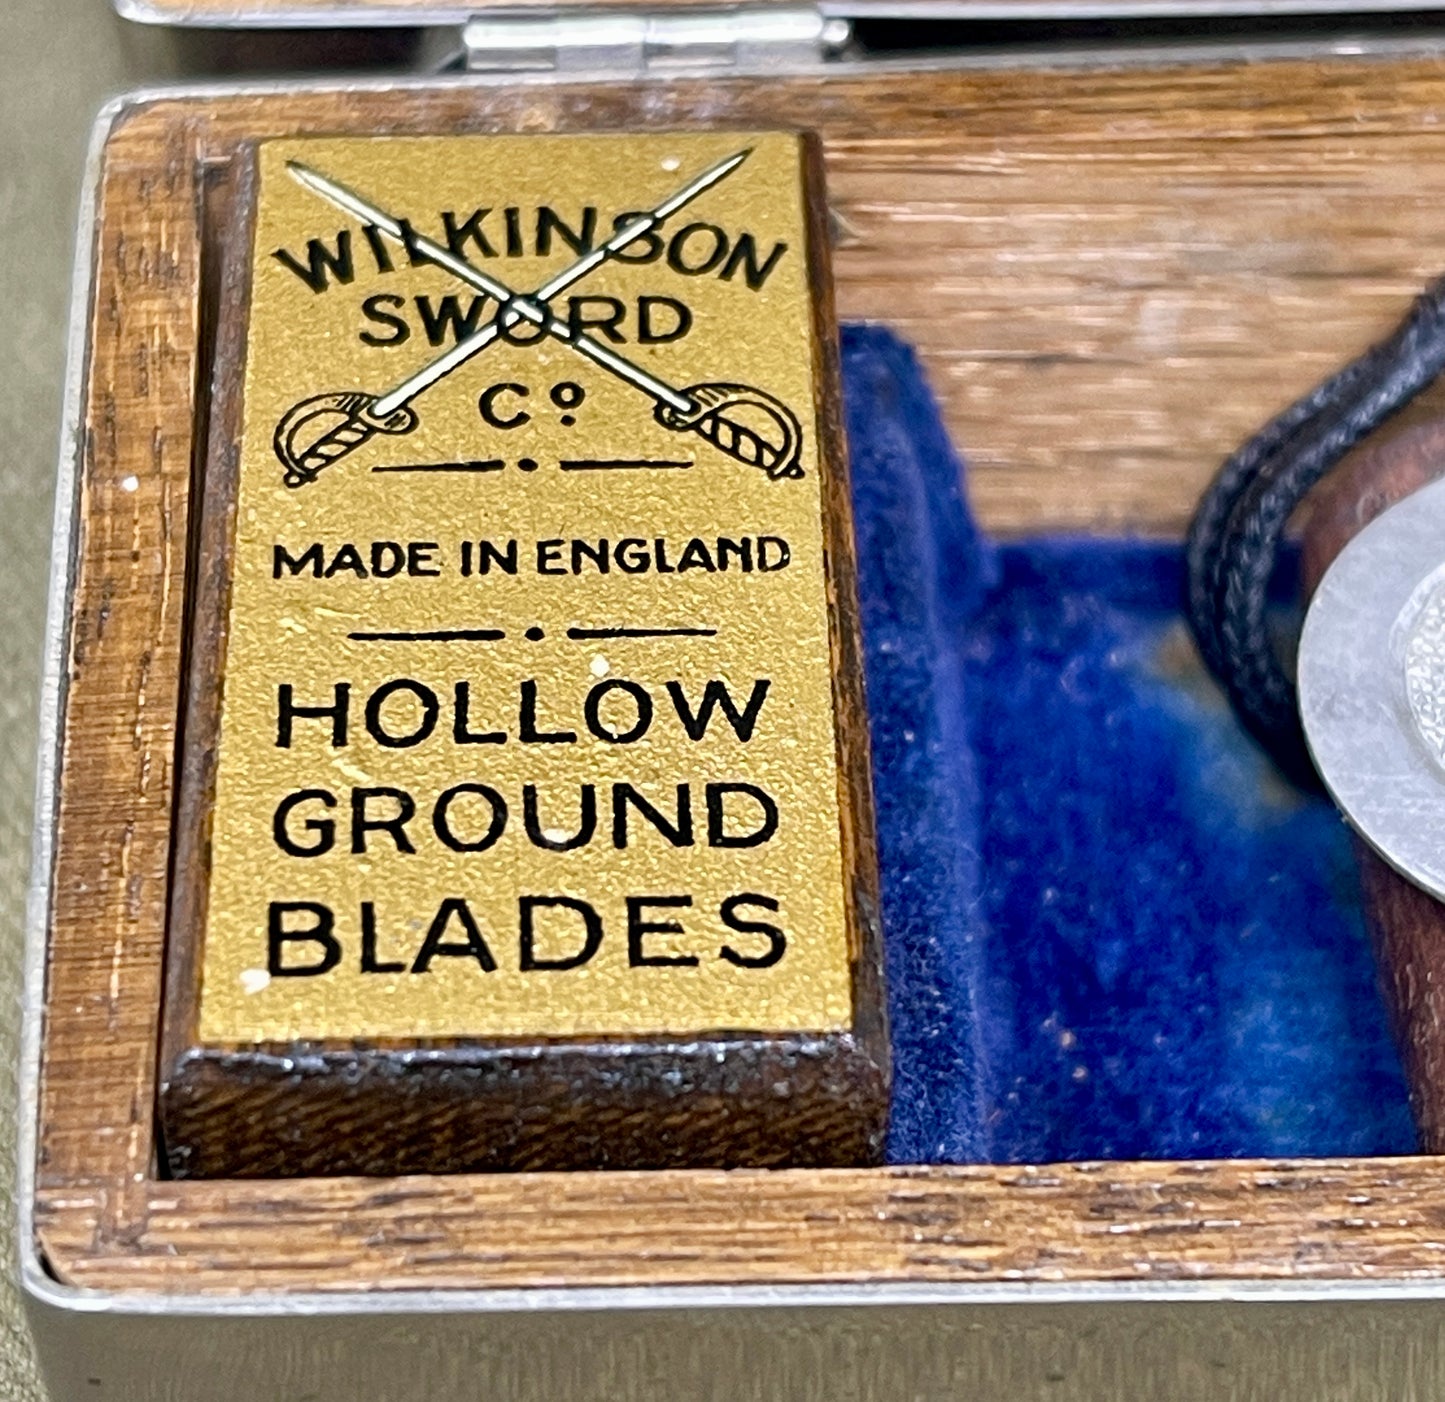 WILKINSON
SWORD
Cº
MADE IN ENGLAND
HOLLOW
GROUND
BLADES